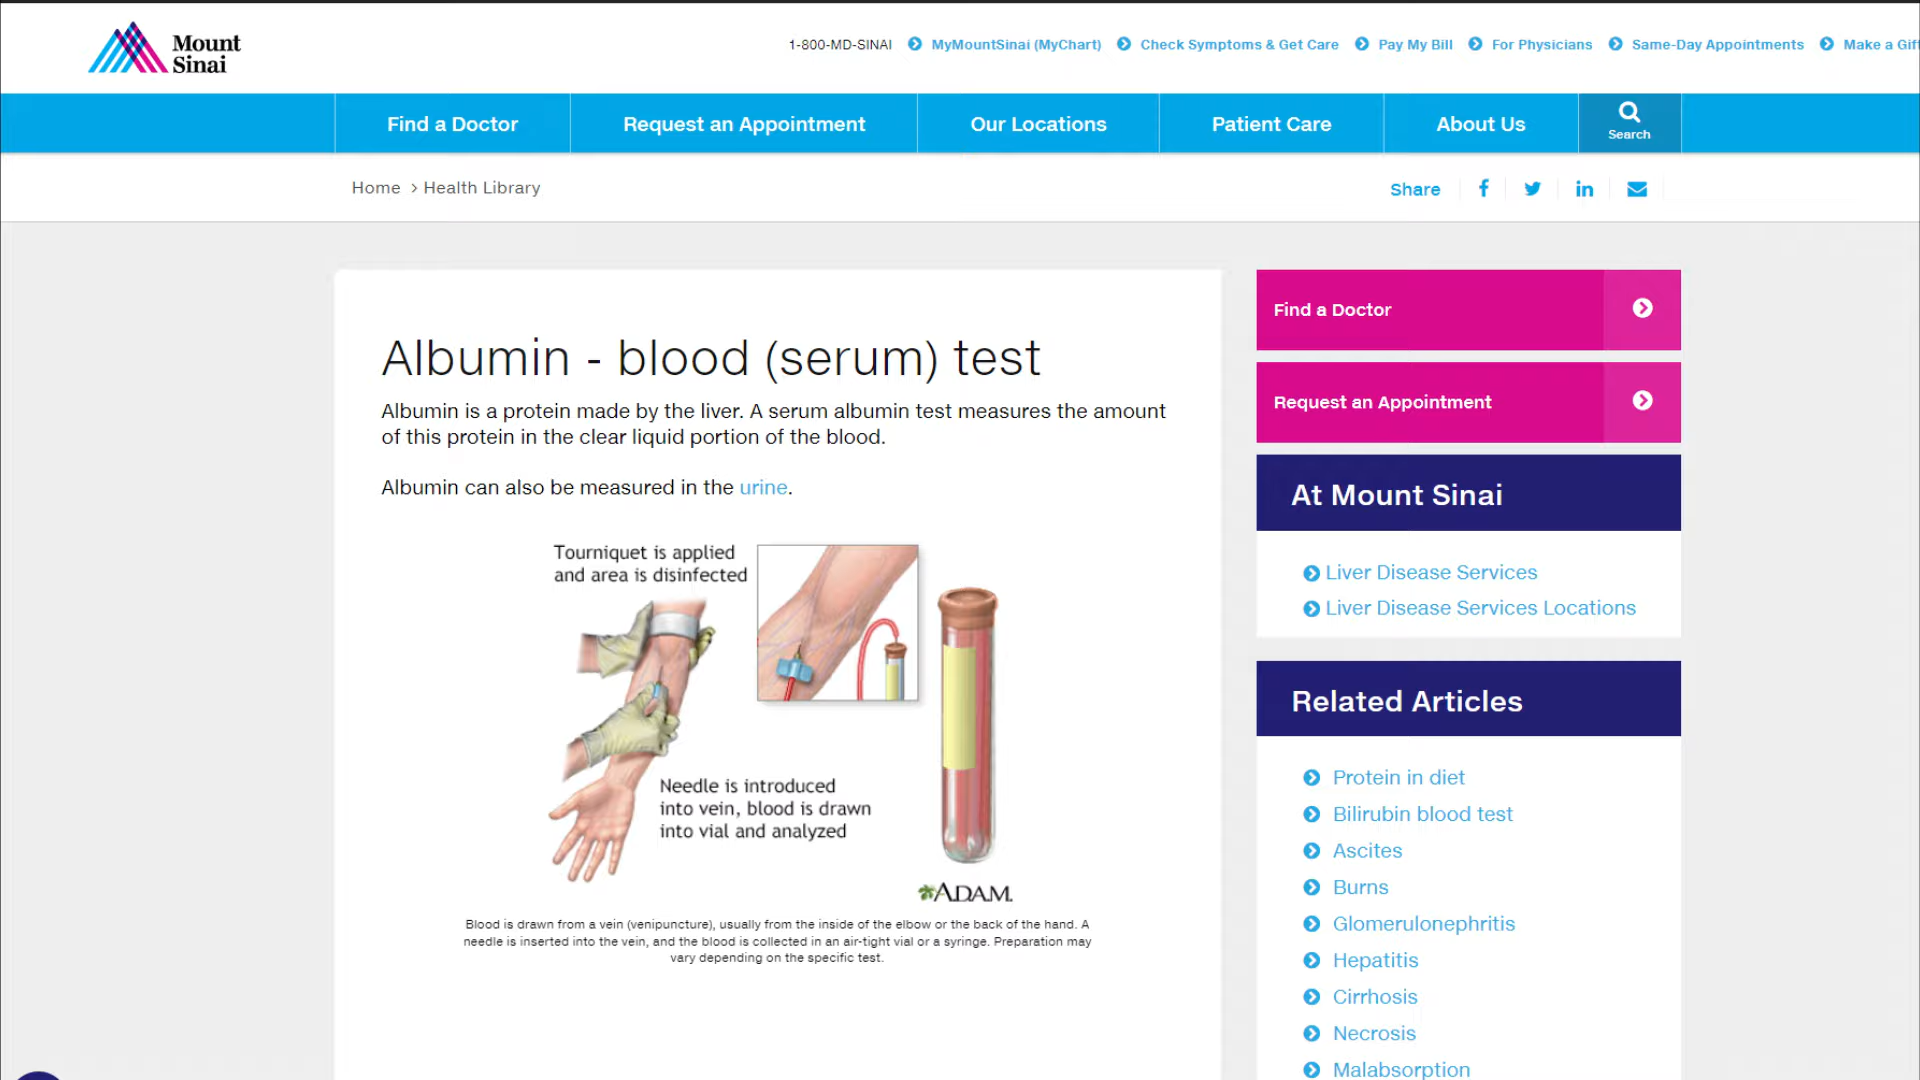 Mount
Sinai
1-800-MD-SINAI MyMountSinai (MyChart) Check Symptoms & Get Care Pay My Bill For Physicians Same-Day Appointments Make a Gif
Find a Doctor Request an Appointment Our Locations Patient Care About Us Search
Home > Health Library
Share
Albumin - blood (serum) test
Albumin is a protein made by the liver. A serum albumin test measures the amount
of this protein in the clear liquid portion of the blood.
Albumin can also be measured in the urine.
Tourniquet is applied
and area is disinfected
Needle is introduced
into vein, blood is drawn
into vial and analyzed
ADAM.
Blood is drawn from a vein (venipuncture), usually from the inside of the elbow or the back of the hand. A
needle is inserted into the vein, and the blood is collected in an air-tight vial or a syringe. Preparation may
vary depending on the specific test.
Find a Doctor
Request an Appointment
At Mount Sinai
Liver Disease Services
Liver Disease Services Locations
Related Articles
Protein in diet
Bilirubin blood test
Ascites
Burns
Glomerulonephritis
Hepatitis
Cirrhosis
Necrosis
Malabsorption